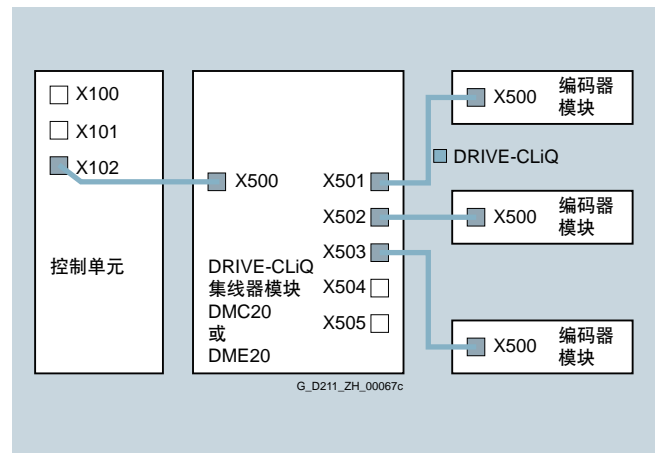 X100
X101
X102
控制单元
X500
X501
X502
X503
X504
X505
DRIVE-CLiQ
集线器模块
DMC20
或
DME20
X500
编码器
模块
DRIVE-CLiQ
X500
编码器
模块
X500
编码器
模块
G_D211_ZH_00067c